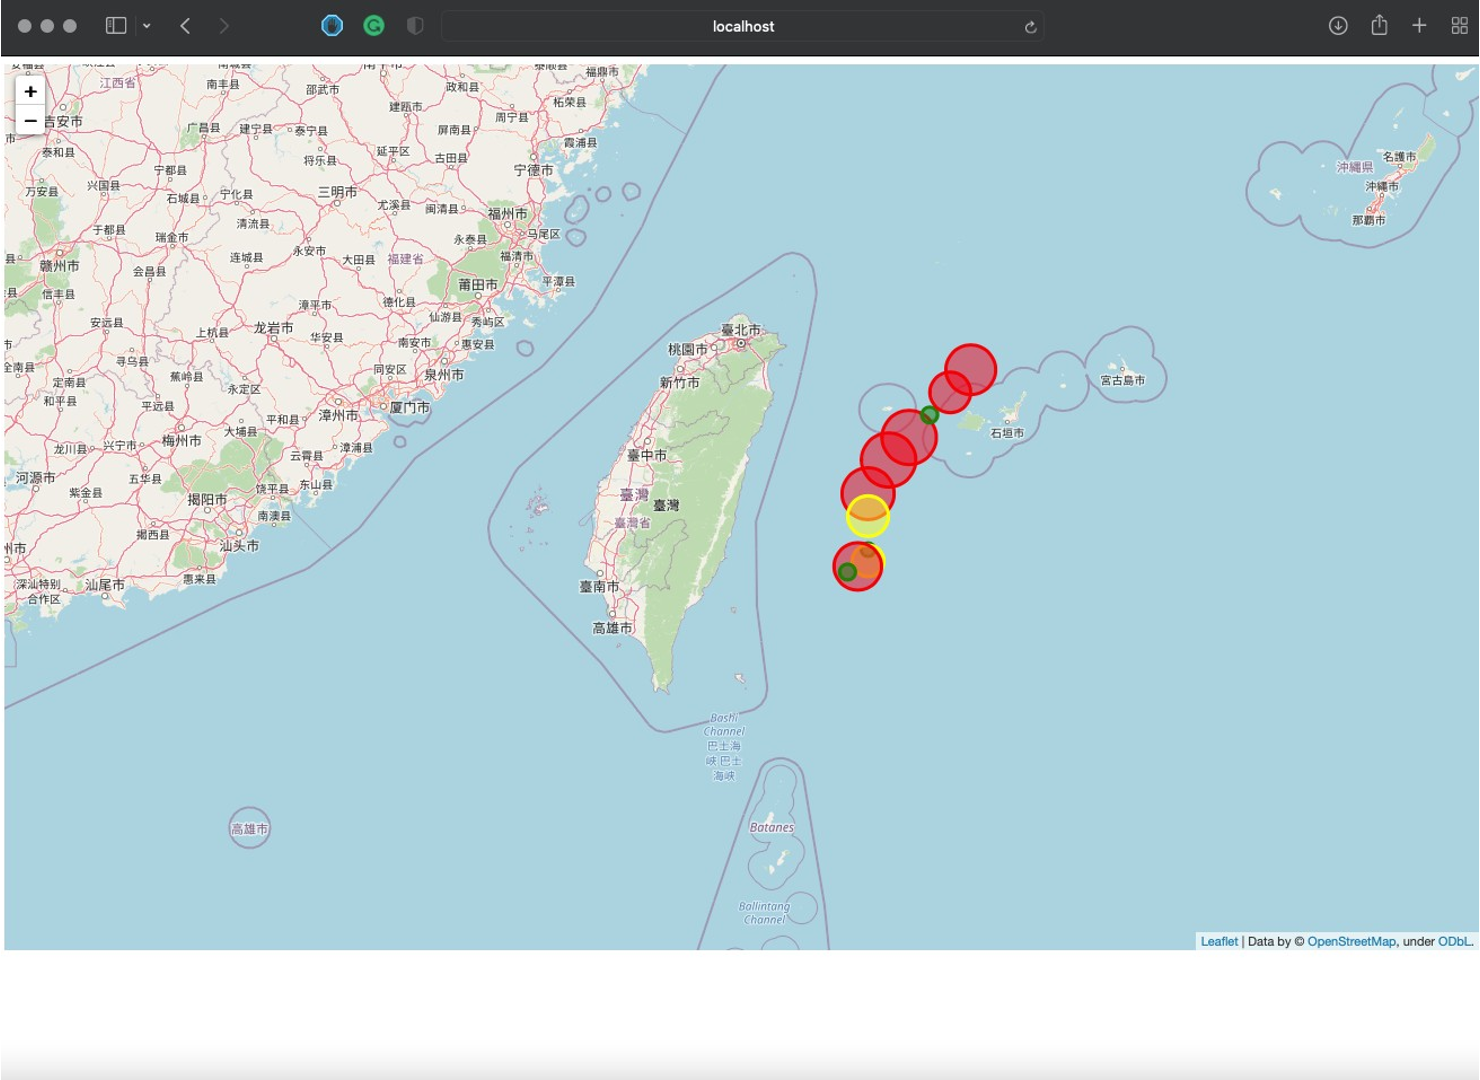 localhost
南丰县
政和县
福鼎市
江西省
+
−
吉安市
邵武市
建瓯市
柘荣县
周宁县
广昌县
建宁县
泰宁县
屏南县
霞浦县
泰和县
将乐县
延平区
古田县
宁德市
宁都县
万安县
兴国县
石城县
宁化县
三明市
尤溪县
闽清县
福州市
清流县
于都县
瑞金市
永安市
永泰县
马尾区
赣州市
会昌县
连城县
大田县
福建省
福清市
信丰县
莆田市
平潭县
漳平市
德化县
仙游县
秀屿区
安远县
上杭县
龙岩市
华安县
南安市
惠安县
全南县
寻乌县
蕉岭县
同安区
泉州市
定南县
永定区
和平县
平远县
漳州市
厦门市
大埔县
平和县
梅州市
龙川县
兴宁市
云霄县
漳浦县
河源市
紫金县
五华县
揭阳市
饶平县
东山县
揭西县
南澳县
汕头市
深汕特别
合作区
汕尾市
惠来县
臺北市
桃園市
新竹市
臺中市
臺灣
臺灣
臺灣省
臺南市
高雄市
名護市
沖縄県
沖縄市
那覇市
宮古島市
石垣市
Bashi
Channel
巴士海
峡 巴士
海峽
高雄市
Batanes
Balintang
Channel
Leaflet | Data by © OpenStreetMap, under ODbL.